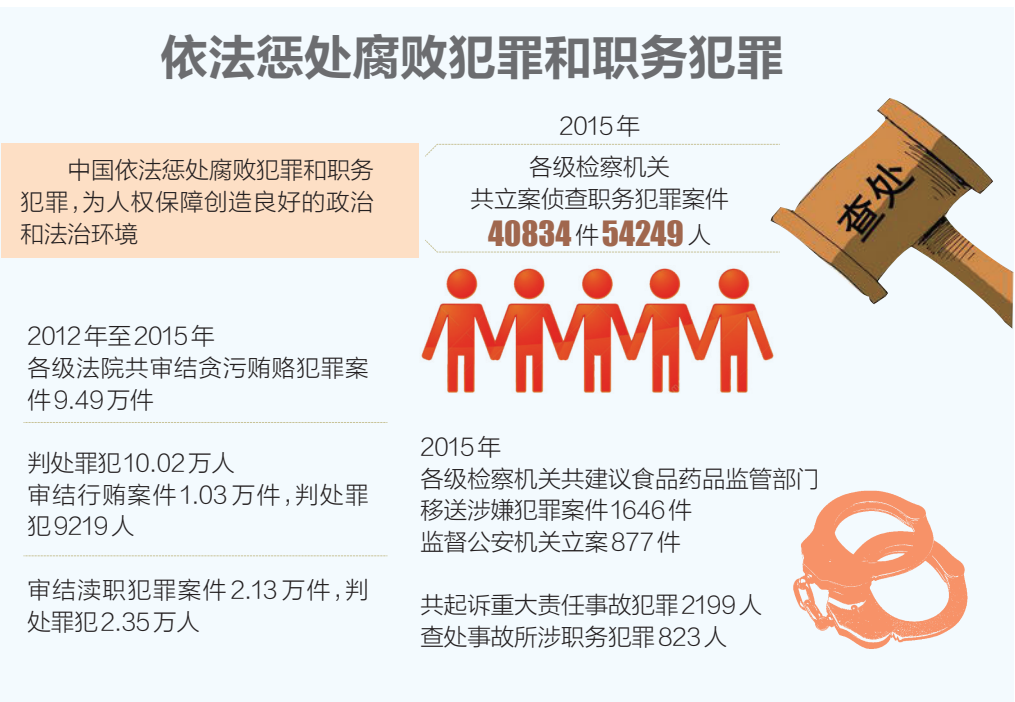 依法惩处腐败犯罪和职务犯罪
中国依法惩处腐败犯罪和职务
犯罪,为人权保障创造良好的政治
和法治环境
2015年
各级检察机关
共立案侦查职务犯罪案件
40834件54249人
查处
2012年至2015年
各级法院共审结贪污贿赂犯罪案
件9.49万件
判处罪犯10.02万人
审结行贿案件1.03万件,判处罪
犯9219人
审结渎职犯罪案件2.13万件,判
处罪犯2.35万人
2015年
各级检察机关共建议食品药品监管部门
移送涉嫌犯罪案件1646件
监督公安机关立案877件
共起诉重大责任事故犯罪2199人
查处事故所涉职务犯罪823人